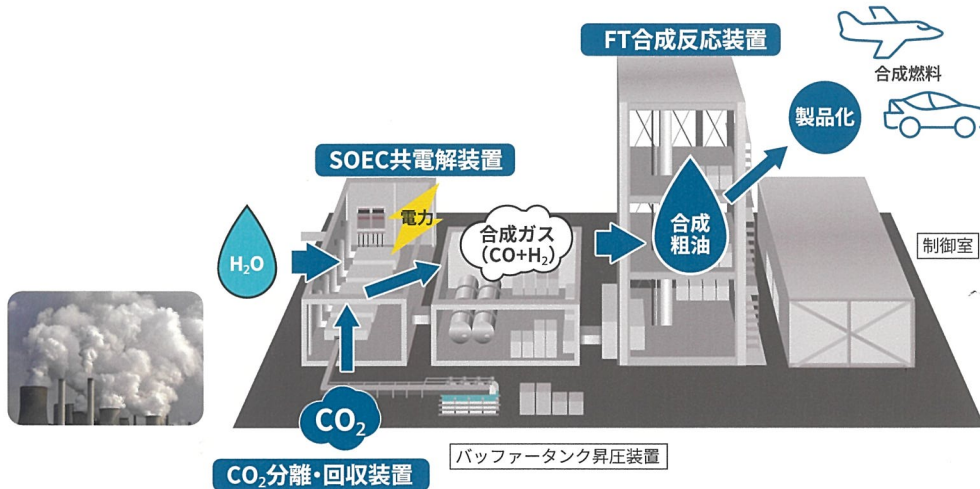 FT合成反応装置
合成燃料
製品化
SOEC共電解装置
電力
合成ガス
(CO+H₂)
合成
粗油
H₂O
制御室
CO₂
バッファータンク昇圧装置
CO₂分離・回収装置